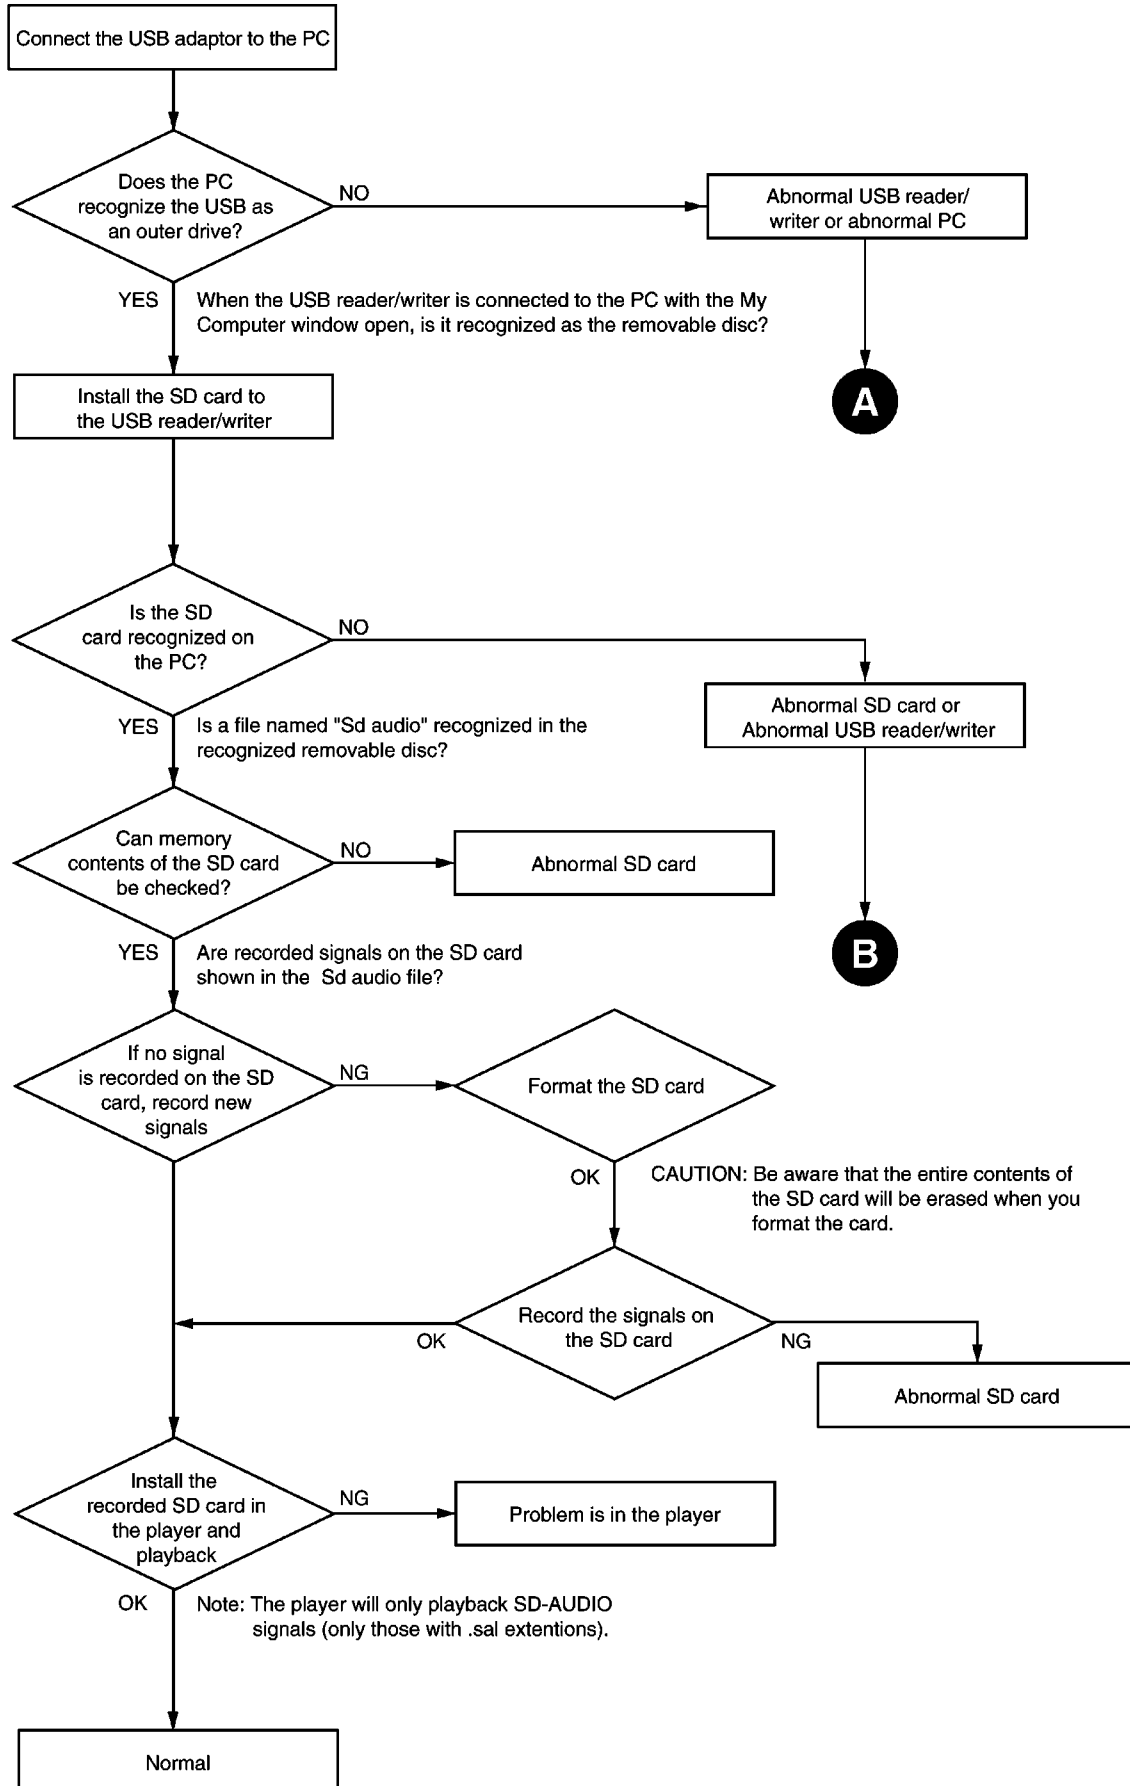 Connect the USB adaptor to the PC
Does the PC
recognize the USB as
an outer drive?
NO
Abnormal USB reader/
writer or abnormal PC
YES
When the USB reader/writer is connected to the PC with the My
Computer window open, is it recognized as the removable disc?
A
Install the SD card to
the USB reader/writer
Is the SD
card recognized on
the PC?
NO
Abnormal SD card or
Abnormal USB reader/writer
YES
Is a file named "Sd audio" recognized in the
recognized removable disc?
Can memory
contents of the SD card
be checked?
NO
Abnormal SD card
B
YES
Are recorded signals on the SD card
shown in the Sd audio file?
If no signal
is recorded on the SD
card, record new
signals
NG
Format the SD card
OK
CAUTION: Be aware that the entire contents of
the SD card will be erased when you
format the card.
Record the signals on
the SD card
OK
NG
Abnormal SD card
Install the
recorded SD card in
the player and
playback
NG
Problem is in the player
OK
Note: The player will only playback SD-AUDIO
signals (only those with .sal extentions).
Normal